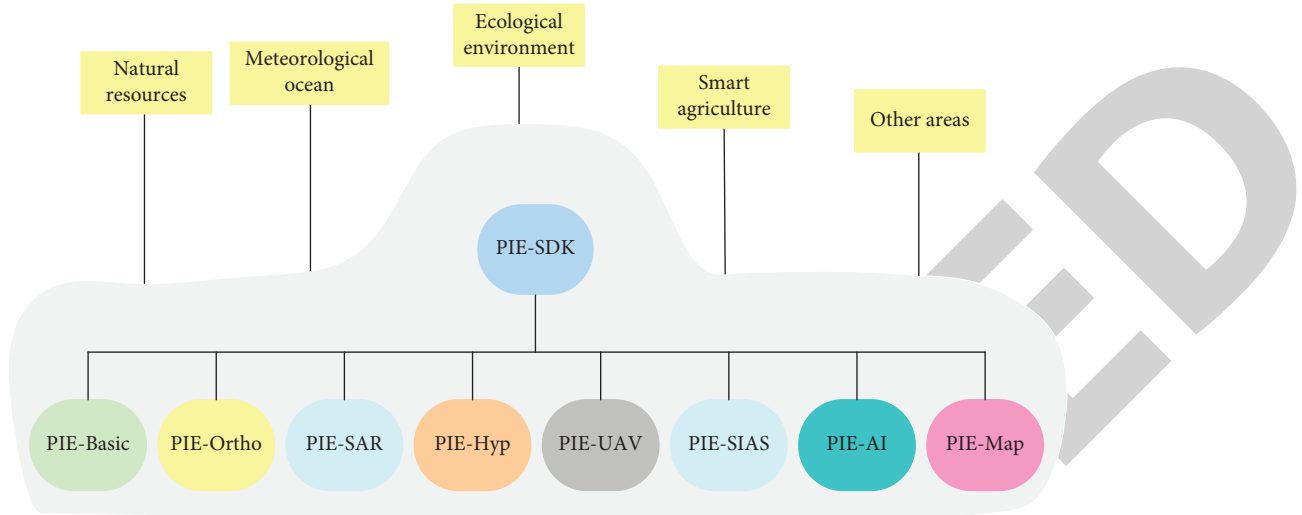 Natural
resources
Meteorological
ocean
Ecological
environment
Smart
agriculture
Other areas
PIE-SDK
PIE-Basic
PIE-Ortho
PIE-SAR
PIE-Hyp
PIE-UAV
PIE-SIAS
PIE-AI
PIE-Map
ED